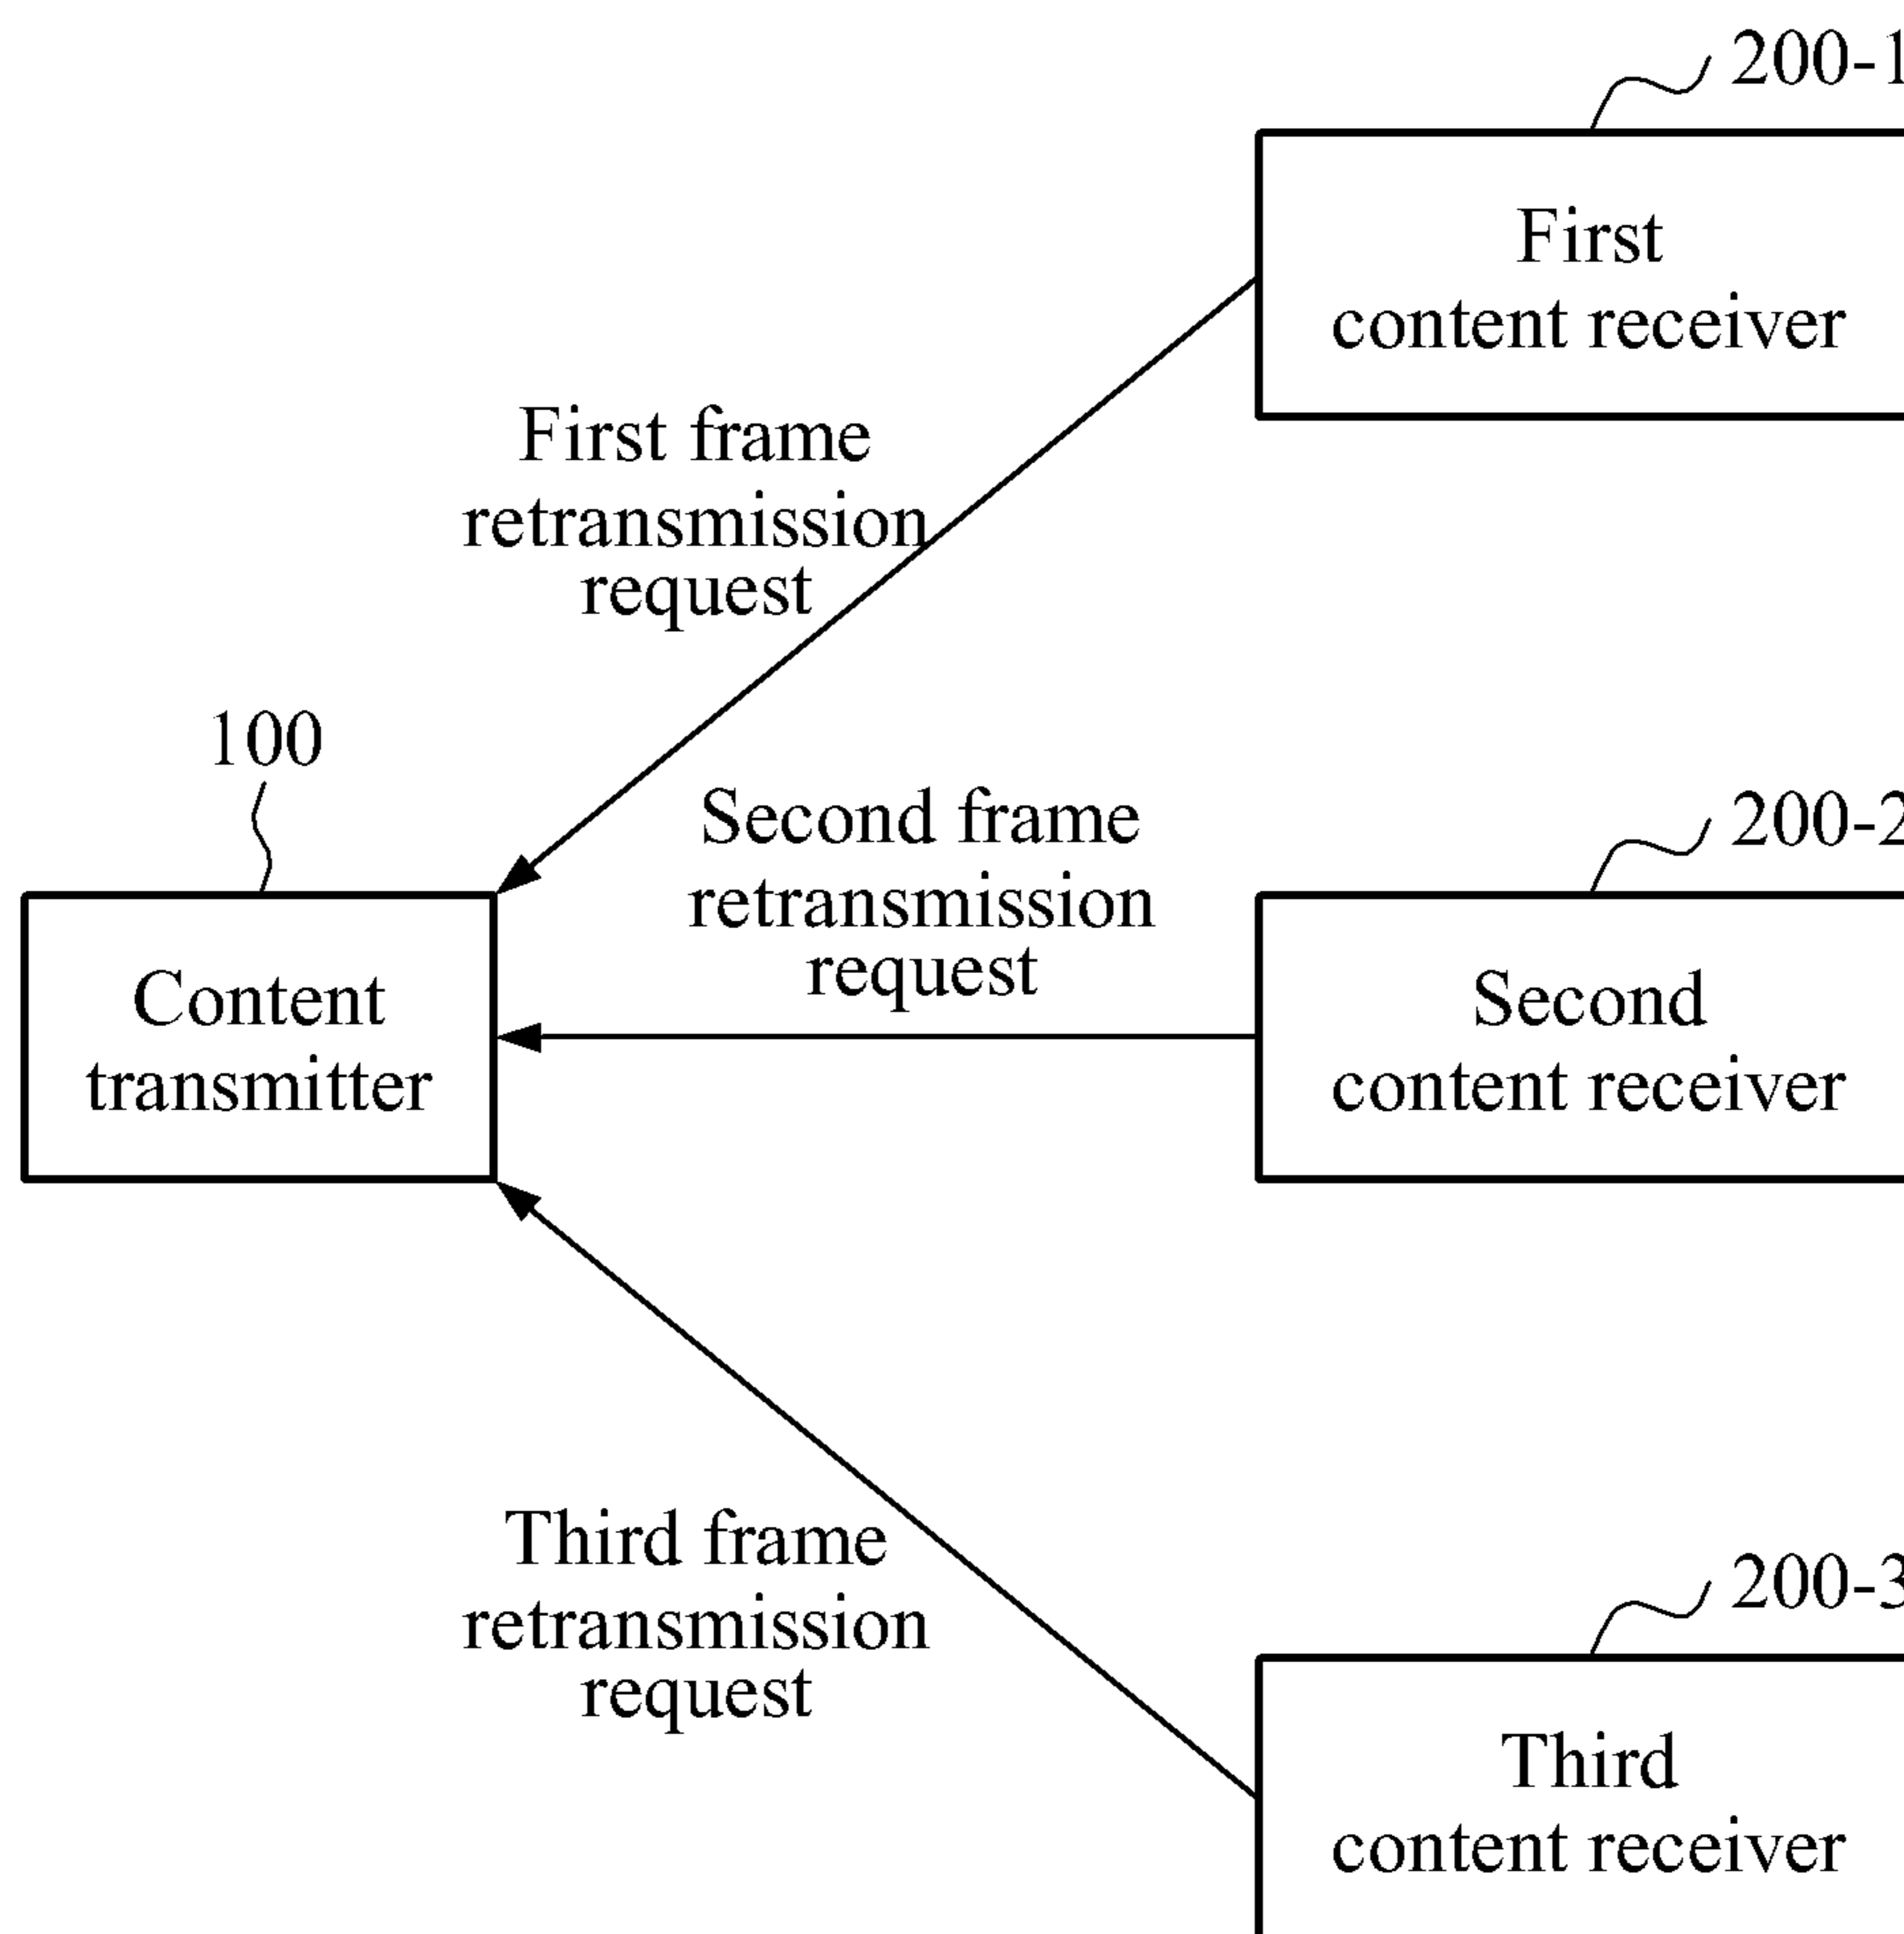 200-1
First
content receiver
First frame
retransmission
request
100
Second frame
retransmission
request
200-2
Content
transmitter
Second
content receiver
Third frame
retransmission
request
200-3
Third
content receiver